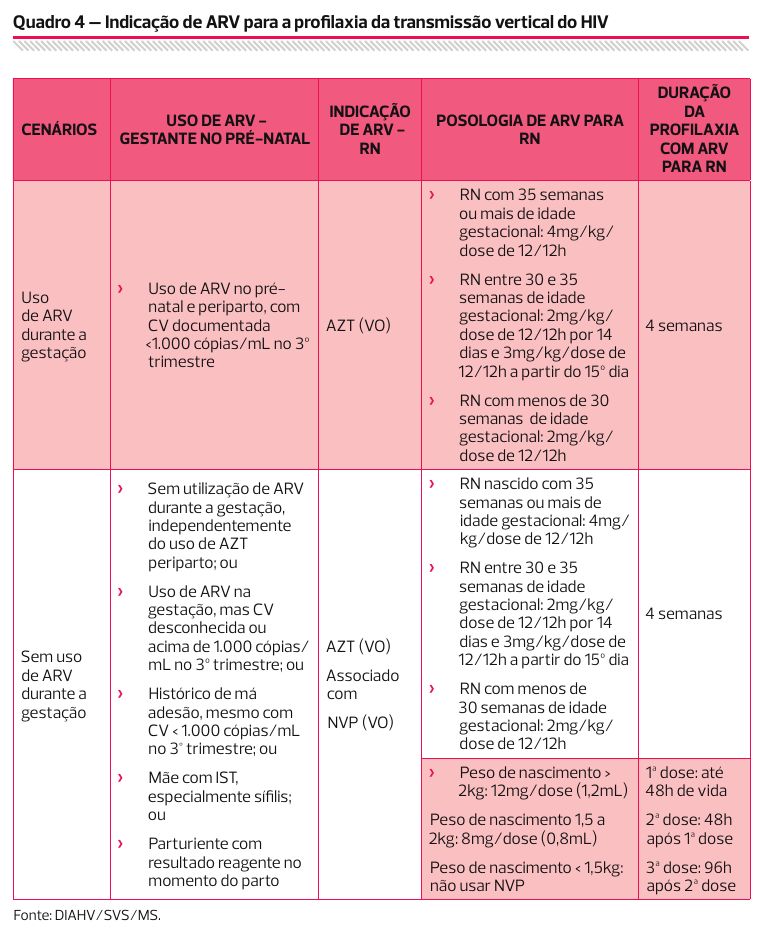 Quadro 4 — Indicação de ARV para a profilaxia da transmissão vertical do HIV
CENÁRIOS
USO DE ARV –
GESTANTE NO PRÉ-NATAL
INDICAÇÃO
DE ARV –
RN
POSOLOGIA DE ARV PARA
RN
DURAÇÃO
DA
PROFILAXIA
COM ARV
PARA RN
Uso
de ARV
durante a
gestação
› Uso de ARV no pré-
natal e periparto, com
CV documentada
<1.000 cópias/mL no 3°
trimestre
AZT (VO)
› RN com 35 semanas
ou mais de idade
gestacional: 4mg/kg/
dose de 12/12h
› RN entre 30 e 35
semanas de idade
gestacional: 2mg/kg/
dose de 12/12h por 14
dias e 3mg/kg/dose de
12/12h a partir do 15° dia
› RN com menos de 30
semanas de idade
gestacional: 2mg/kg/
dose de 12/12h
4 semanas
Sem uso
de ARV
durante a
gestação
› Sem utilização de ARV
durante a gestação,
independentemente
do uso de AZT
periparto; ou
› Uso de ARV na
gestação, mas CV
desconhecida ou
acima de 1.000 cópias/
mL no 3° trimestre; ou
› Histórico de má
adesão, mesmo com
CV < 1.000 cópias/mL
no 3° trimestre; ou
› Mãe com IST,
especialmente sífilis;
ou
› Parturiente com
resultado reagente no
momento do parto
AZT (VO)
Associado
com
NVP (VO)
› RN nascido com 35
semanas ou mais de
idade gestacional: 4mg/
kg/dose de 12/12h
› RN entre 30 e 35
semanas de idade
gestacional: 2mg/kg/
dose de 12/12h por 14
dias e 3mg/kg/dose de
12/12h a partir do 15° dia
› RN com menos de
30 semanas de idade
gestacional: 2mg/kg/
dose de 12/12h
4 semanas
› Peso de nascimento >
2kg: 12mg/dose (1,2mL)
Peso de nascimento 1,5 a
2kg: 8mg/dose (0,8mL)
Peso de nascimento < 1,5kg:
não usar NVP
1ª dose: até
48h de vida
2ª dose: 48h
após 1ª dose
3ª dose: 96h
após 2ª dose
Fonte: DIAHV/SVS/MS.